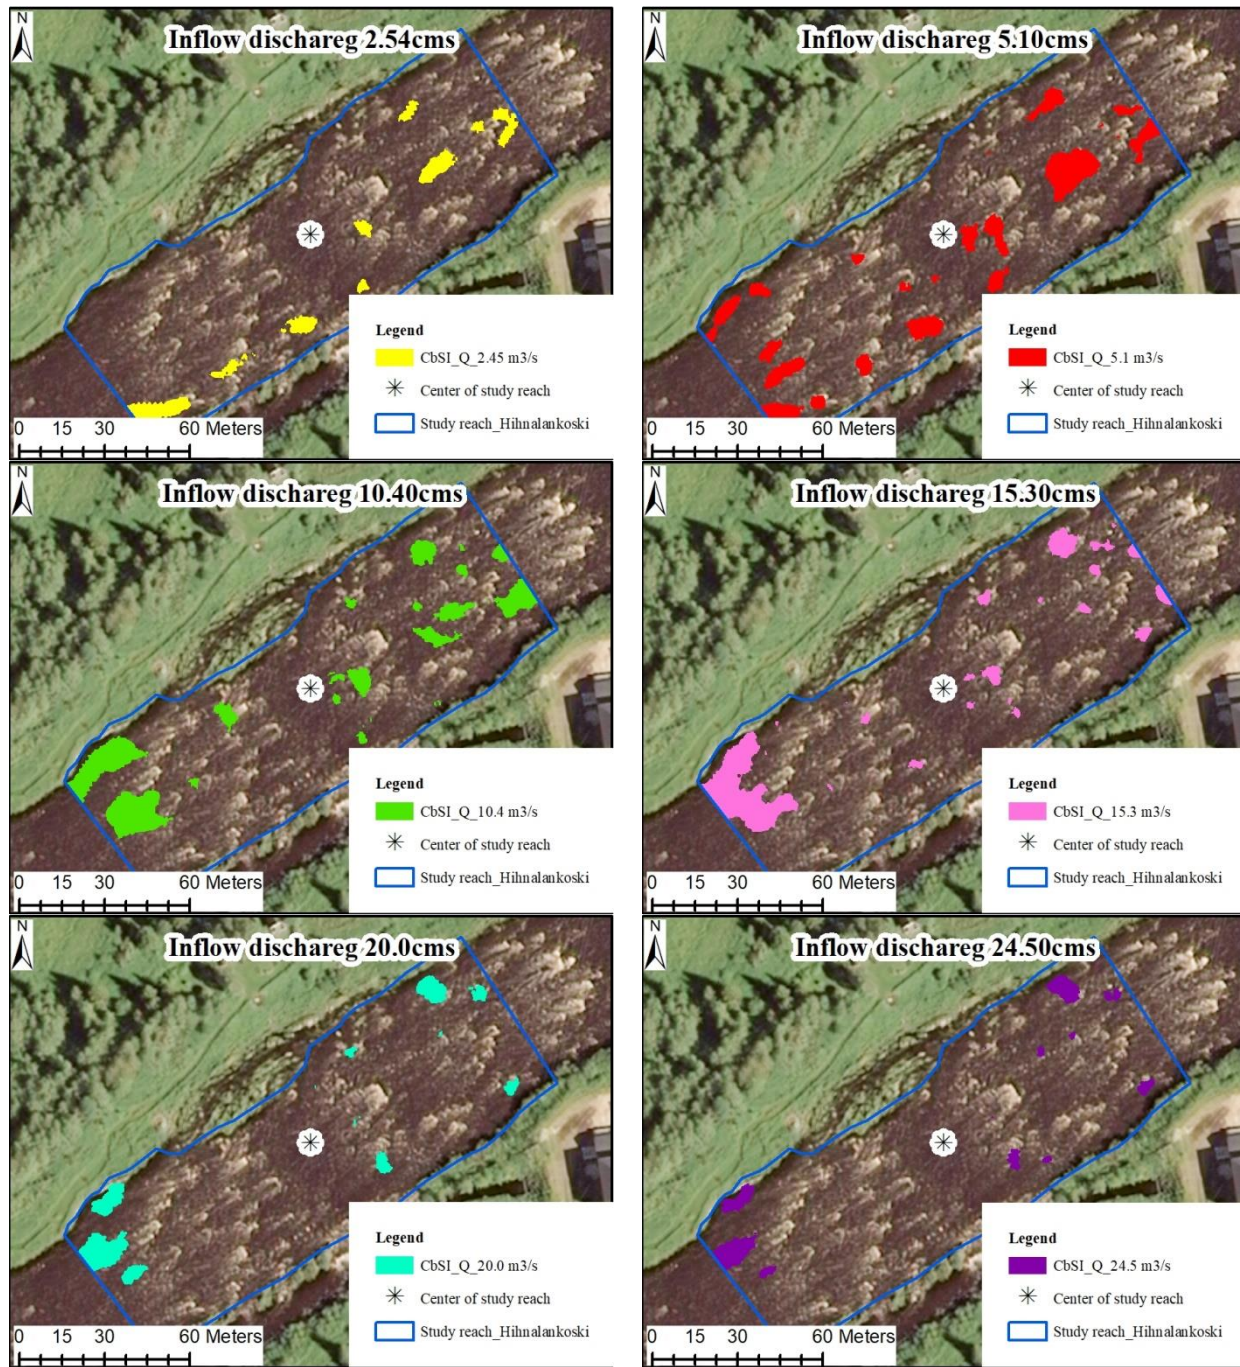 N
Inflow dischareg 2.54cms
Legend
CbSI_Q_2.45 m3/s
Center of study reach
Study reach_Hihnalankoski
0 15 30 60 Meters
N
Inflow dischareg 5.10cms
Legend
CbSI_Q_5.1 m3/s
Center of study reach
Study reach_Hihnalankoski
0 15 30 60 Meters
N
Inflow dischareg 10.40cms
Legend
CbSI_Q_10.4 m3/s
Center of study reach
Study reach_Hihnalankoski
0 15 30 60 Meters
N
Inflow dischareg 15.30cms
Legend
CbSI_Q_15.3 m3/s
Center of study reach
Study reach_Hihnalankoski
0 15 30 60 Meters
N
Inflow dischareg 20.0cms
Legend
CbSI_Q_20.0 m3/s
Center of study reach
Study reach_Hihnalankoski
0 15 30 60 Meters
N
Inflow dischareg 24.50cms
Legend
CbSI_Q_24.5 m3/s
Center of study reach
Study reach_Hihnalankoski
0 15 30 60 Meters